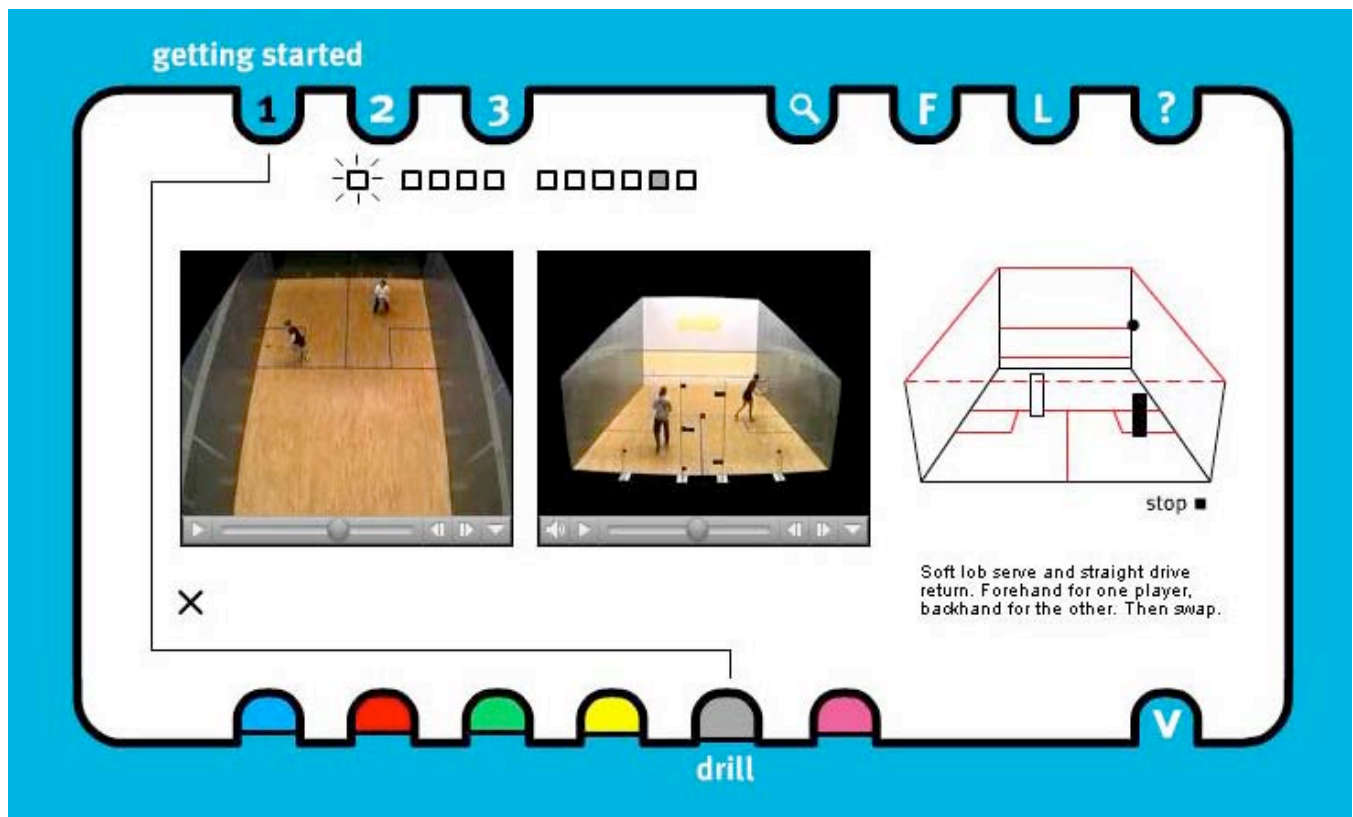 getting started
1 2 3 F L ?
stop
Soft lob serve and straight drive
return. Forehand for one player,
backhand for the other. Then swap.
V
drill